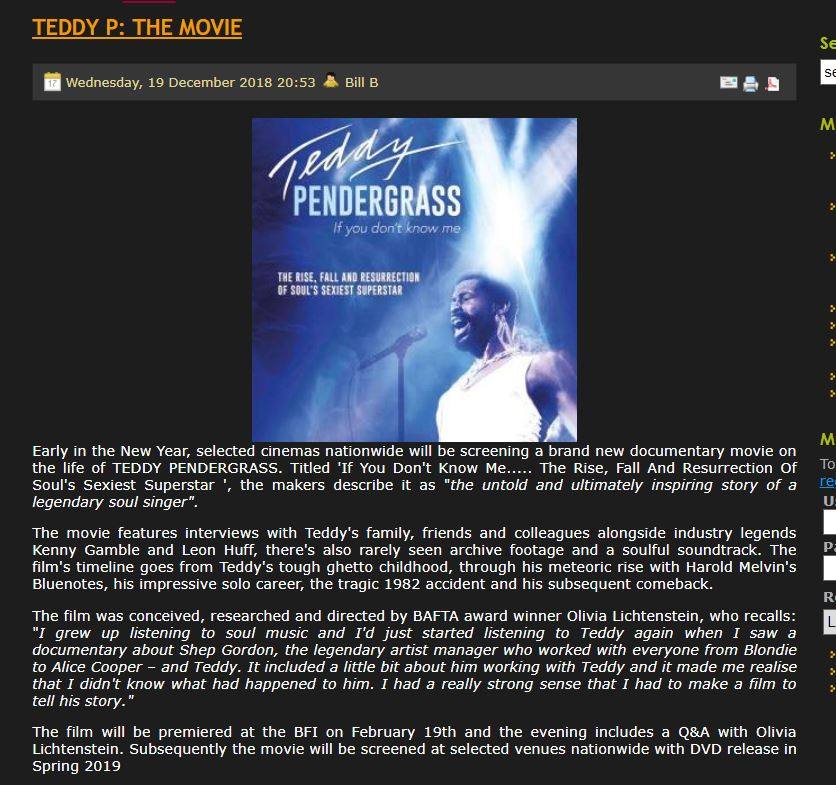 TEDDY P: THE MOVIE
17
Wednesday, 19 December 2018 20:53 Bill B
Teddy
PENDERGRASS
If you don't know me
THE RISE, FALL AND RESURRECTION
OF SOUL'S SEXIEST SUPERSTAR
Early in the New Year, selected cinemas nationwide will be screening a brand new documentary movie on
the life of TEDDY PENDERGRASS. Titled 'If You Don't Know Me..... The Rise, Fall And Resurrection Of
Soul's Sexiest Superstar ', the makers describe it as "the untold and ultimately inspiring story of a
legendary soul singer".
The movie features interviews with Teddy's family, friends and colleagues alongside industry legends
Kenny Gamble and Leon Huff, there's also rarely seen archive footage and a soulful soundtrack. The
film's timeline goes from Teddy's tough ghetto childhood, through his meteoric rise with Harold Melvin's
Bluenotes, his impressive solo career, the tragic 1982 accident and his subsequent comeback.
The film was conceived, researched and directed by BAFTA award winner Olivia Lichtenstein, who recalls:
"I grew up listening to soul music and I'd just started listening to Teddy again when I saw a
documentary about Shep Gordon, the legendary artist manager who worked with everyone from Blondie
to Alice Cooper – and Teddy. It included a little bit about him working with Teddy and it made me realise
that I didn't know what had happened to him. I had a really strong sense that I had to make a film to
tell his story."
The film will be premiered at the BFI on February 19th and the evening includes a Q&A with Olivia
Lichtenstein. Subsequently the movie will be screened at selected venues nationwide with DVD release in
Spring 2019
Se
se
M
M
To
re
U
Pa
R
L